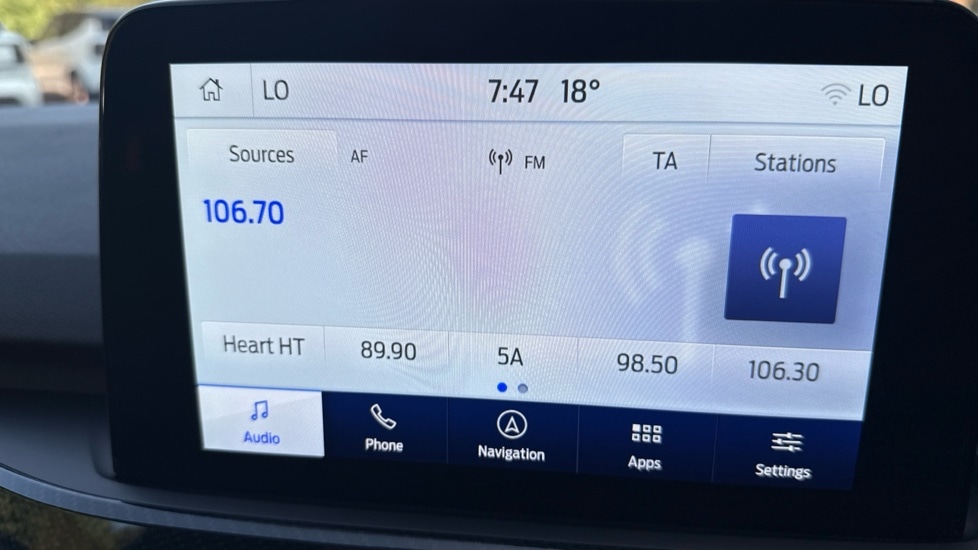 LO 7:47 18° LO
Sources AF FM TA Stations
106.70
Heart HT 89.90 5A 98.50 106.30
Audio Phone Navigation Apps Settings